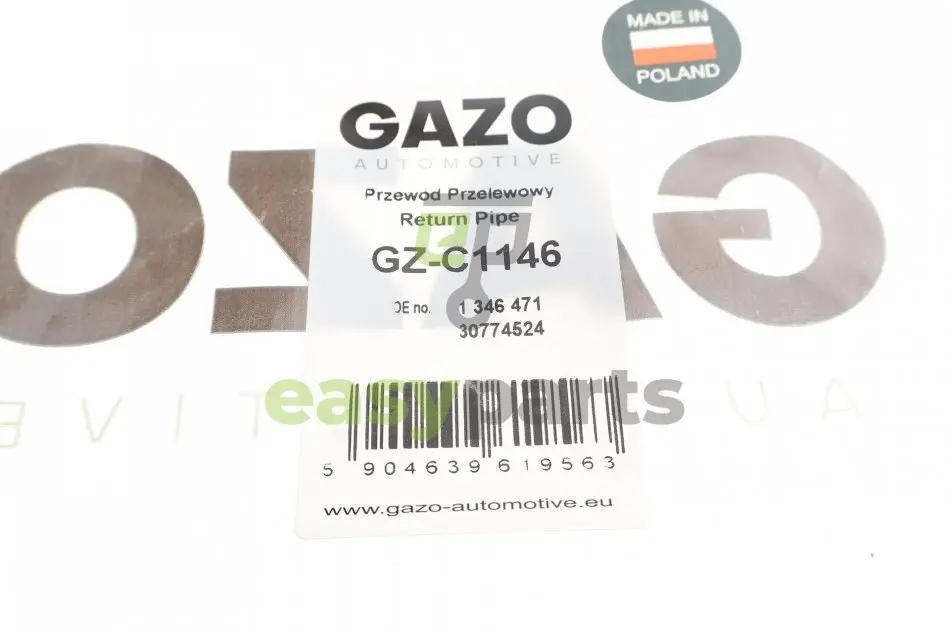 MADE IN
POLAND
GAZO
AUTOMOTIVE
Przewód Przelewowy
Return Pipe
GZ-C1146
OE no. 1 346 471
30774524
easyparts
5 904639 619563
www.gazo-automotive.eu